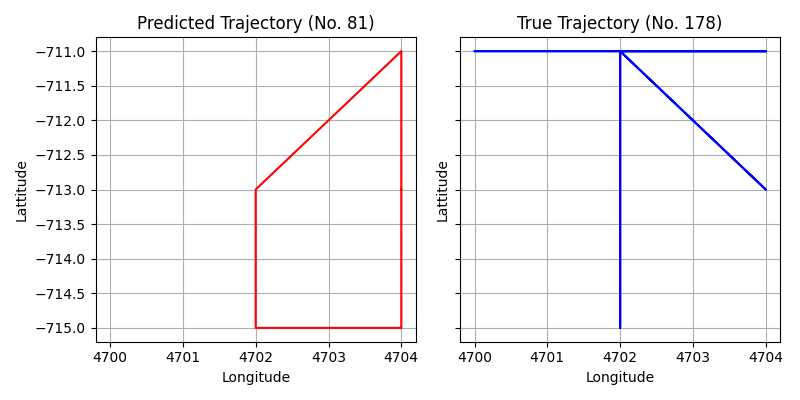 Predicted Trajectory (No. 81)
True Trajectory (No. 178)
−711.0
−711.5
−712.0
−712.5
−713.0
−713.5
−714.0
−714.5
−715.0
Lattitude
Lattitude
4700 4701 4702 4703 4704
4700 4701 4702 4703 4704
Longitude
Longitude